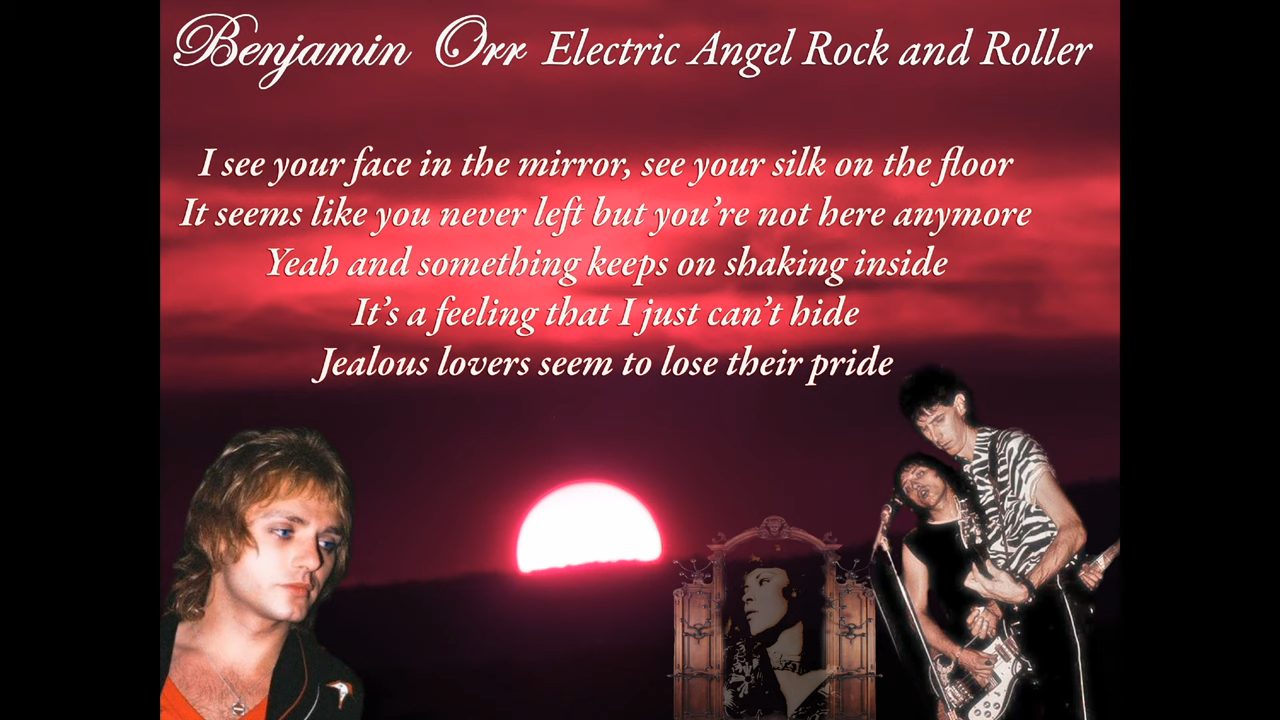 Benjamin Orr Electric Angel Rock and Roller
I see your face in the mirror, see your silk on the floor
It seems like you never left but you're not here anymore
Yeah and something keeps on shaking inside
It's a feeling that I just can't hide
Jealous lovers seem to lose their pride